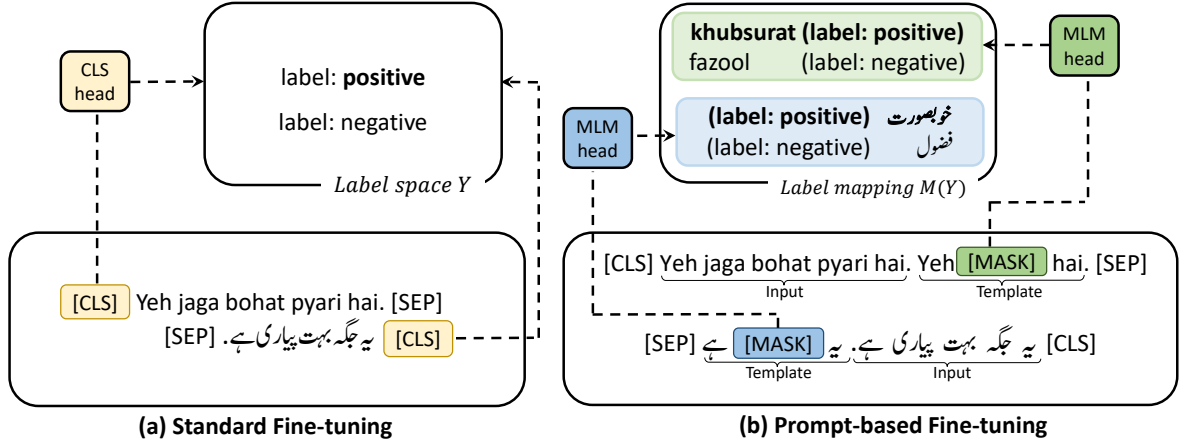 CLS
head
label: positive
label: negative
Label space Y
[CLS] Yeh jaga bohat pyari hai. [SEP]
[CLS] یہ جگہ بہت پیاری ہے. [SEP]
(a) Standard Fine-tuning
khubsurat (label: positive)
fazool (label: negative)
MLM
head
MLM
head
خوبصورت (label: positive)
فضول (label: negative)
Label mapping M(Y)
[CLS] Yeh jaga bohat pyari hai. Yeh [MASK] hai. [SEP]
Input
Template
[CLS] یہ جگہ بہت پیاری ہے. یہ [MASK] ہے [SEP]
Template
Input
(b) Prompt-based Fine-tuning